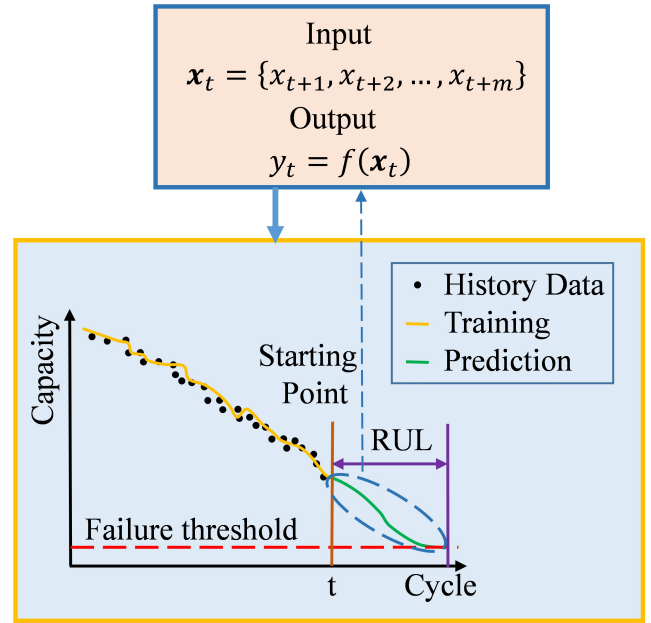 Input
𝒙ₜ = {xₜ₊₁, xₜ₊₂, …, xₜ₊ₘ}
Output
yₜ = f(𝒙ₜ)
History Data
Training
Prediction
Capacity
Starting
Point
RUL
Failure threshold
t
Cycle